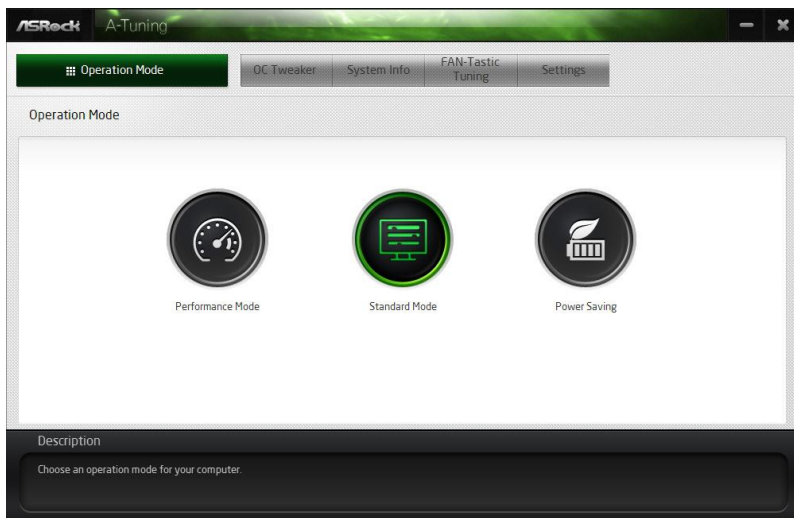 ASRock A-Tuning
Operation Mode OC Tweaker System Info FAN-Tastic Tuning Settings
Operation Mode
Performance Mode Standard Mode Power Saving
Description
Choose an operation mode for your computer.